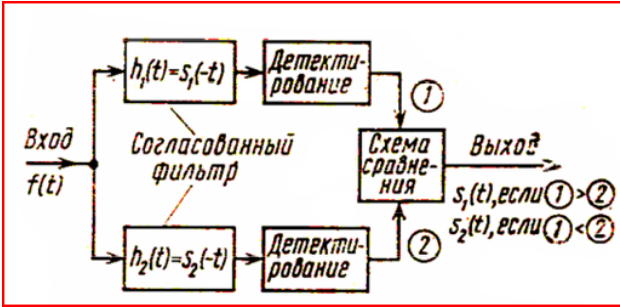 h₁(t)=s₁(-t)
Детекти-
рование
①
Вход
f(t)
Согласованный
фильтр
Схема
сравне-
ния
Выход
s₁(t), если ① > ②
s₂(t), если ① < ②
h₂(t)=s₂(-t)
Детекти-
рование
②